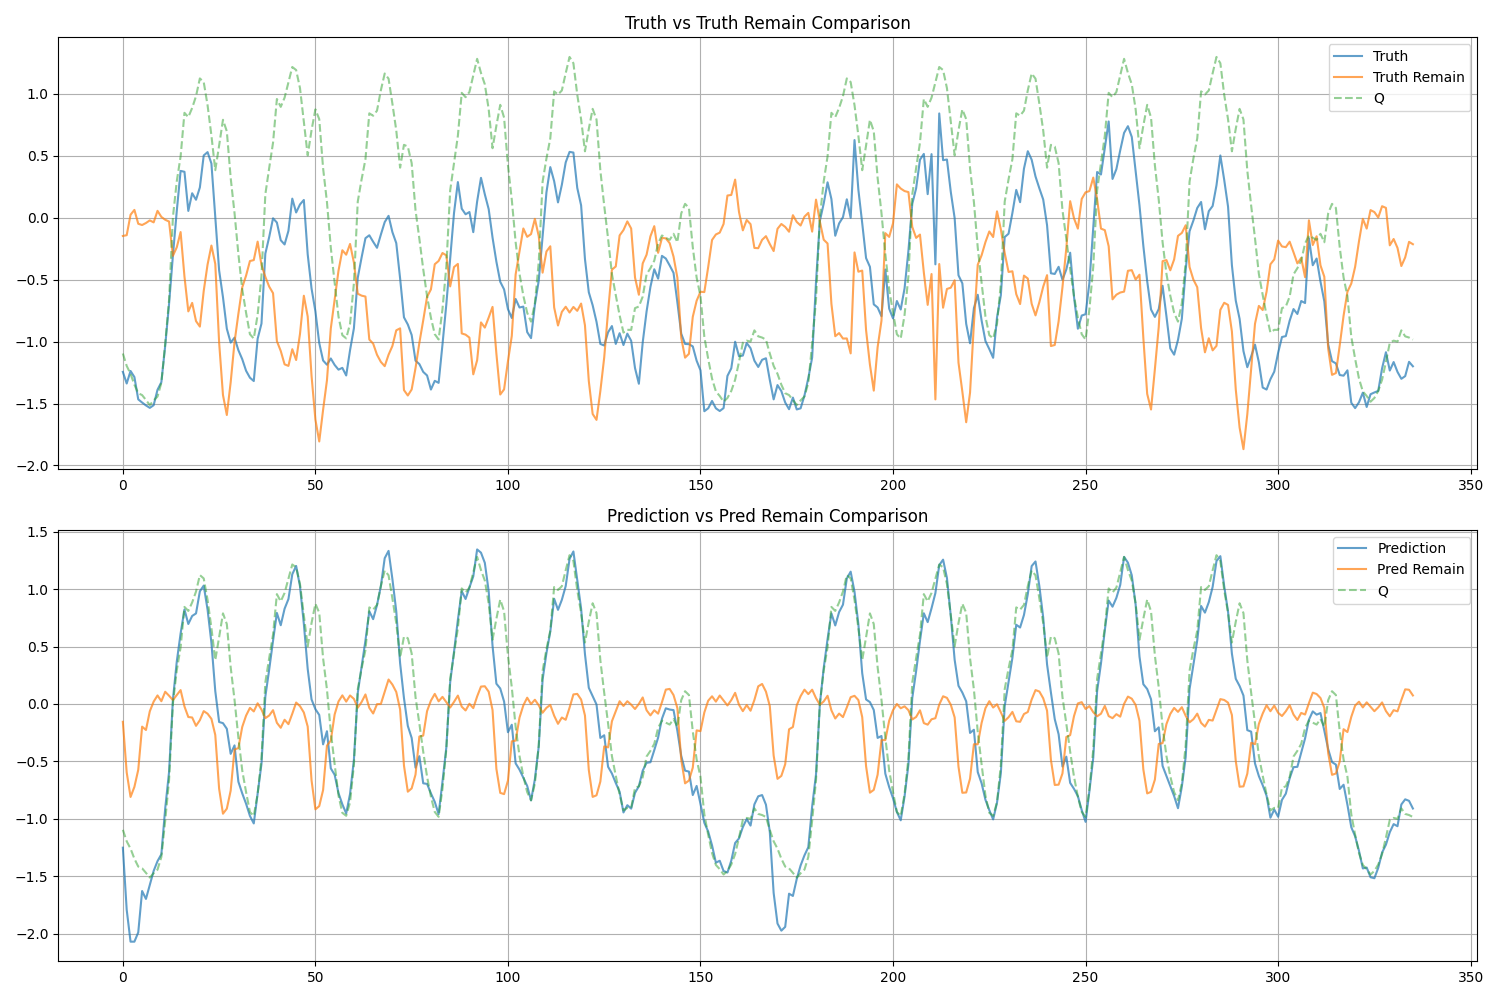 Truth vs Truth Remain Comparison
Truth
Truth Remain
Q
1.0
0.5
0.0
−0.5
−1.0
−1.5
−2.0
0 50 100 150 200 250 300 350
Prediction vs Pred Remain Comparison
Prediction
Pred Remain
Q
1.5
1.0
0.5
0.0
−0.5
−1.0
−1.5
−2.0
0 50 100 150 200 250 300 350